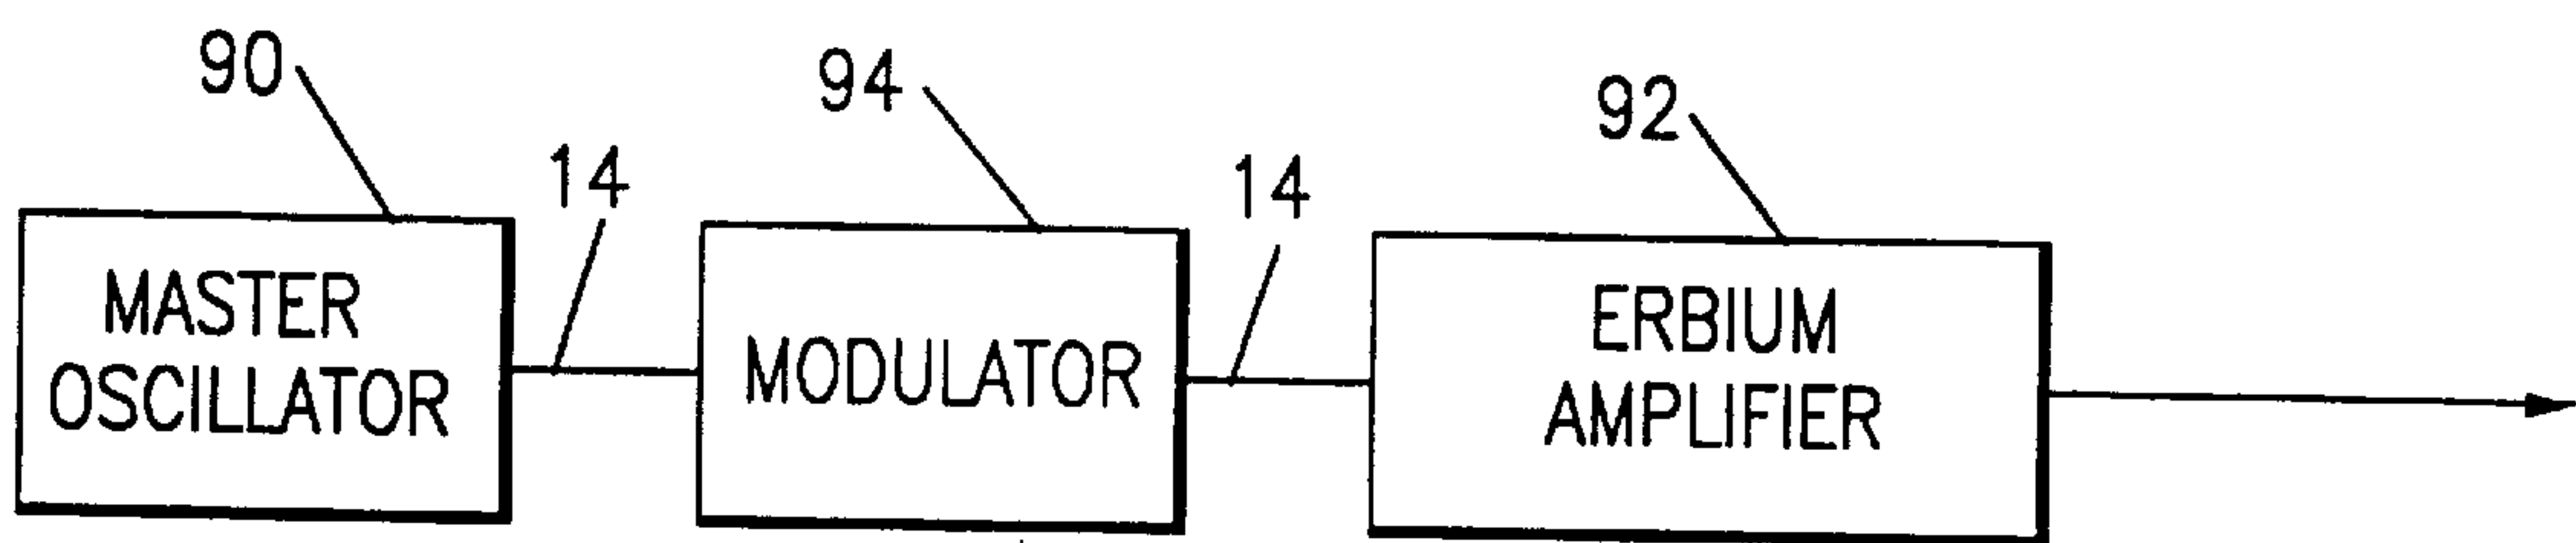 90
94
92
14
14
MASTER
OSCILLATOR
MODULATOR
ERBIUM
AMPLIFIER